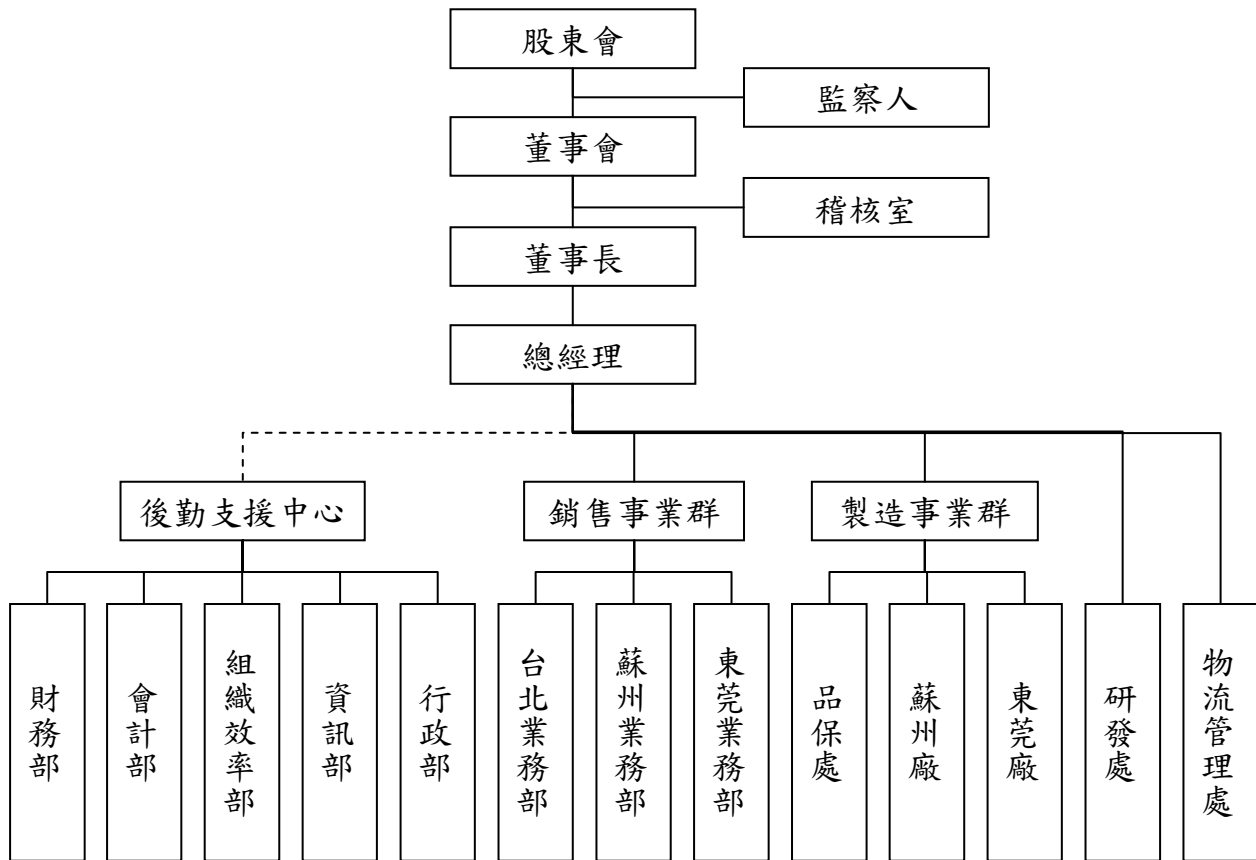 股東會
監察人
董事會
稽核室
董事長
總經理
後勤支援中心
銷售事業群
製造事業群
財務部
會計部
組織效率部
資訊部
行政部
台北業務部
蘇州業務部
東莞業務部
品保處
蘇州廠
東莞廠
研發處
物流管理處